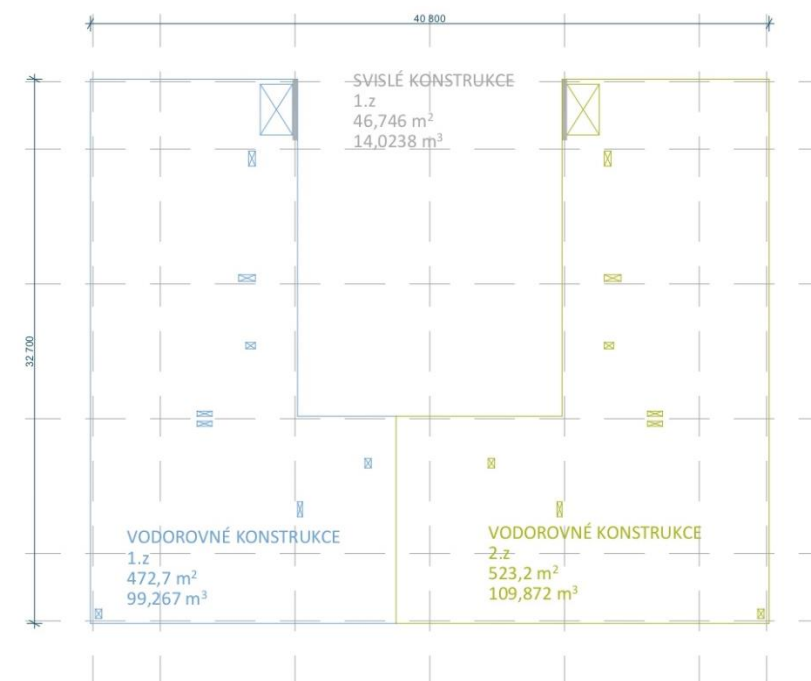 40 800
SVISLÉ KONSTRUKCE
1.z
46,746 m²
14,0238 m³
32 700
VODOROVNÉ KONSTRUKCE
1.z
472,7 m²
99,267 m³
VODOROVNÉ KONSTRUKCE
2.z
523,2 m²
109,872 m³